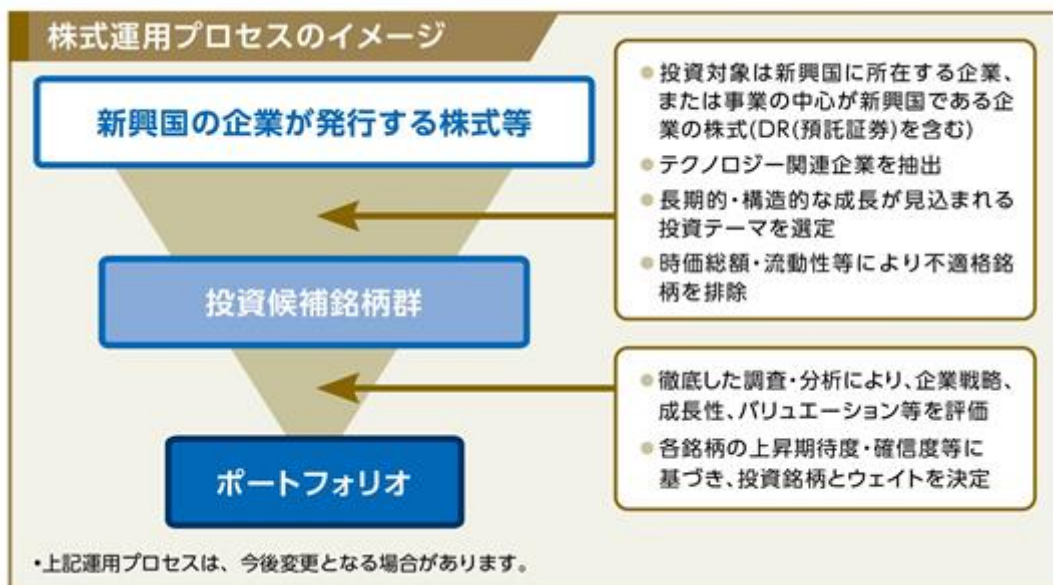 株式運用プロセスのイメージ
新興国の企業が発行する株式等
●投資対象は新興国に所在する企業、
または事業の中心が新興国である企
業の株式(DR(預託証券)を含む)
●テクノロジー関連企業を抽出
●長期的・構造的な成長が見込まれる
投資テーマを選定
●時価総額・流動性等により不適格銘
柄を排除
投資候補銘柄群
●徹底した調査・分析により、企業戦略、
成長性、バリュエーション等を評価
●各銘柄の上昇期待度・確信度等に
基づき、投資銘柄とウェイトを決定
ポートフォリオ
・上記運用プロセスは、今後変更となる場合があります。